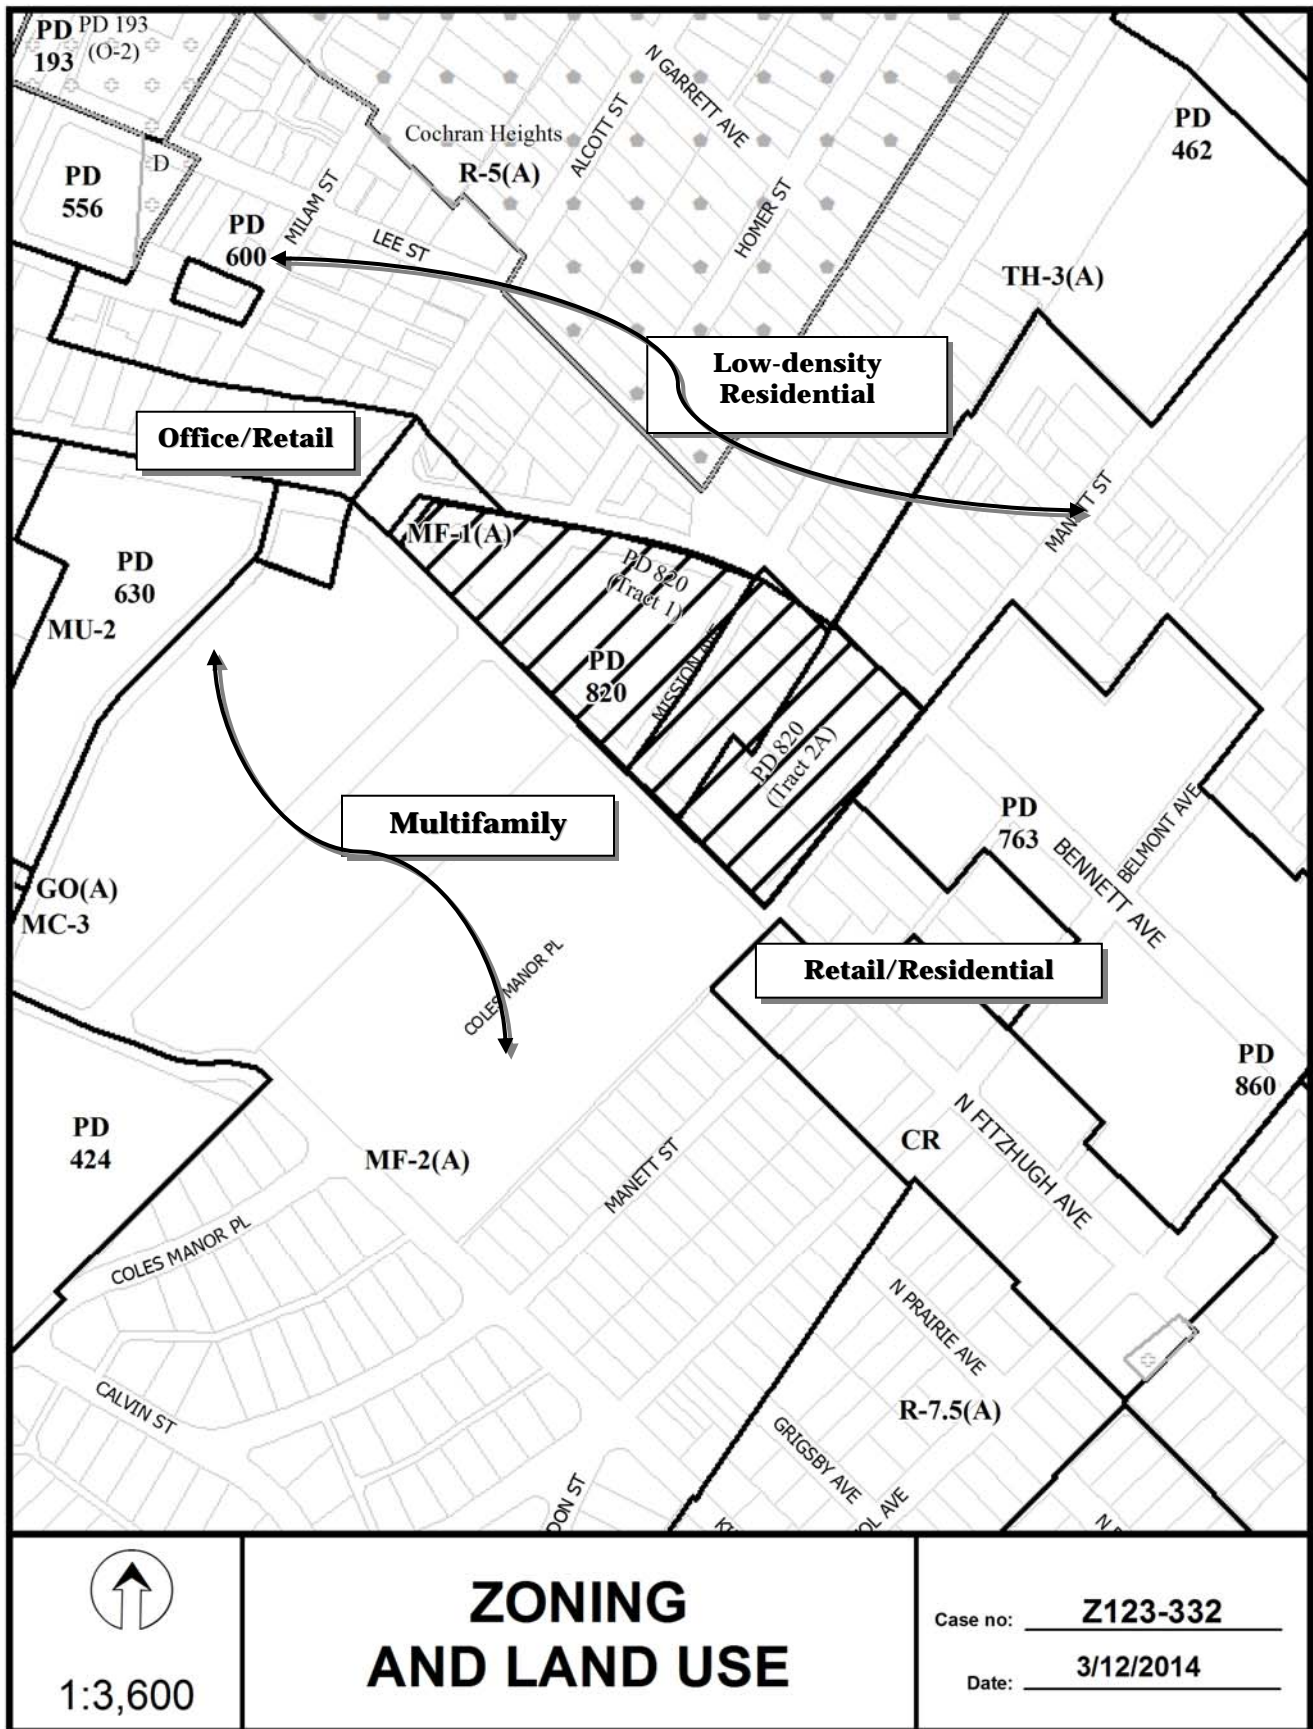 PD
193
PD 193
(O-2)
N GARRETT AVE
PD
462
Cochran Heights
R-5(A)
ALCOTT ST
D
PD
556
MILAM ST
HOMER ST
PD
600
LEE ST
TH-3(A)
Low-density
Residential
Office/Retail
MANETT ST
MF-1(A)
PD 820
(Tract 1)
PD
630
MU-2
PD
820
MISSION AVE
PD 820
(Tract 2A)
Multifamily
PD
763
BELMONT AVE
BENNETT AVE
GO(A)
MC-3
Retail/Residential
COLES MANOR PL
PD
860
PD
424
N FITZHUGH AVE
CR
MF-2(A)
MANETT ST
COLES MANOR PL
N PRAIRIE AVE
CALVIN ST
R-7.5(A)
GRIGSBY AVE
DON ST
OL AVE
N
1:3,600
ZONING
AND LAND USE
Case no: Z123-332
Date: 3/12/2014